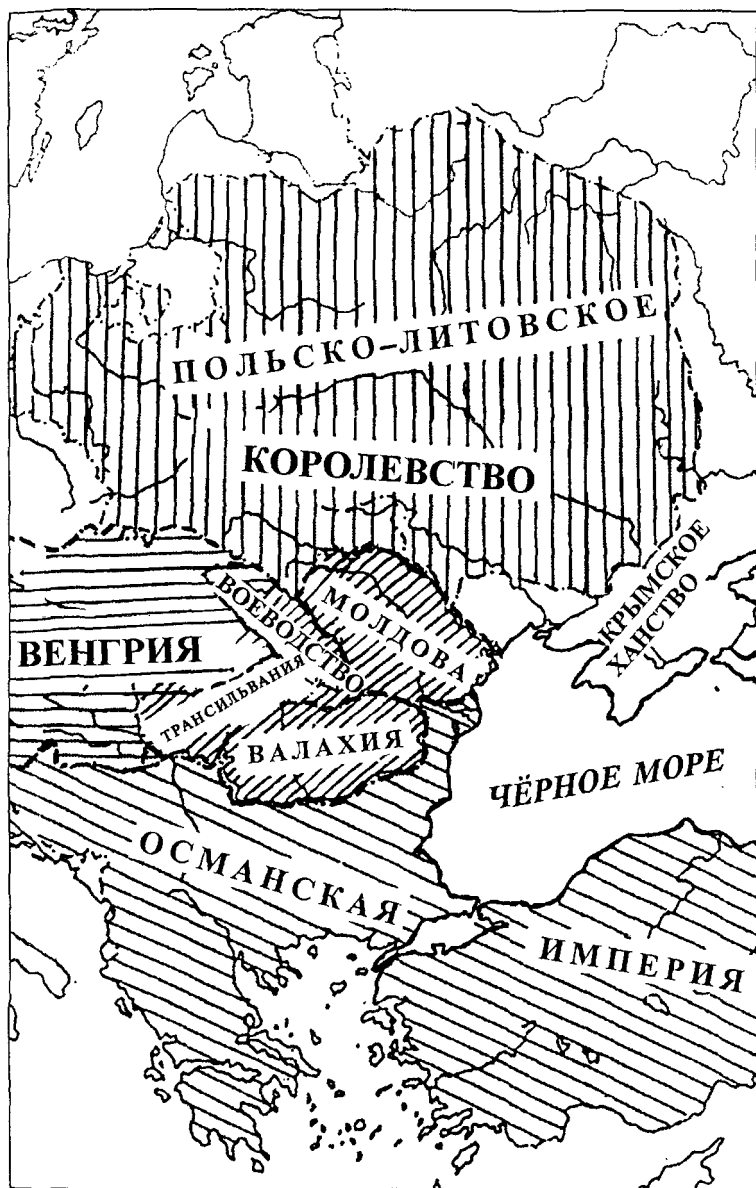 ПОЛЬСКО–ЛИТОВСКОЕ
КОРОЛЕВСТВО
КРЫМСКОЕ
ХАНСТВО
МОЛДОВА
ВОЕВОДСТВО
ВЕНГРИЯ
ТРАНСИЛЬВАНИЯ
ВАЛАХИЯ
ЧЁРНОЕ МОРЕ
ОСМАНСКАЯ
ИМПЕРИЯ